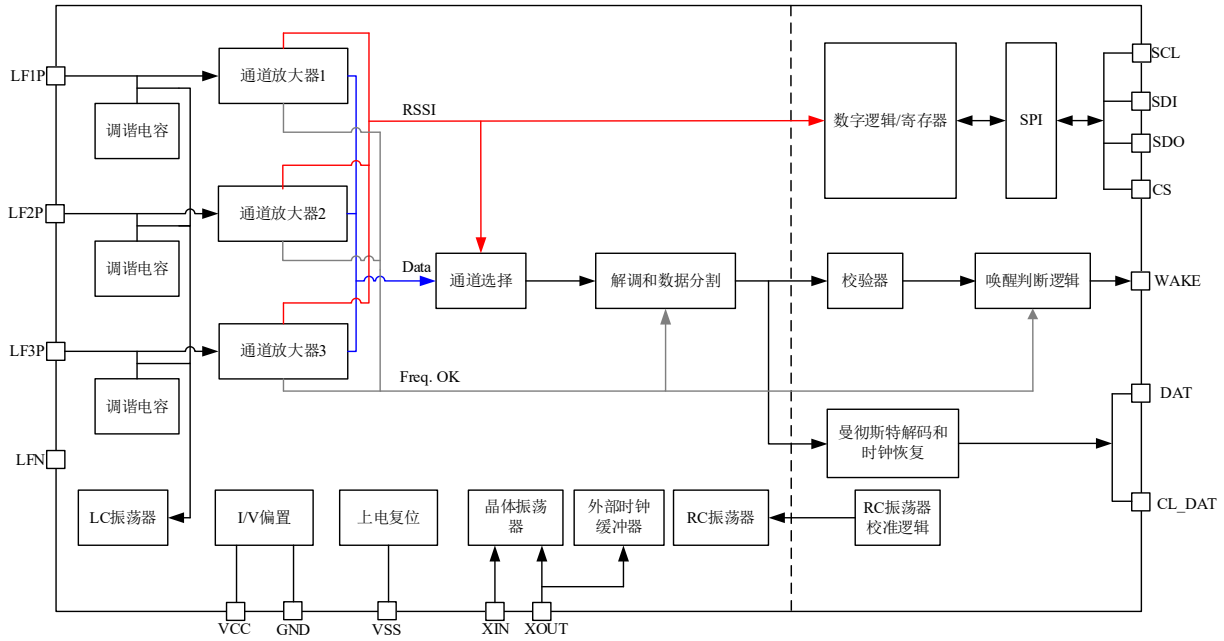 SCL
LF1P
通道放大器1
SDI
RSSI
数字逻辑/寄存器
SPI
调谐电容
SDO
CS
LF2P
通道放大器2
调谐电容
Data
通道选择
解调和数据分割
校验器
唤醒判断逻辑
WAKE
LF3P
通道放大器3
Freq. OK
调谐电容
DAT
曼彻斯特解码和
时钟恢复
LFN
LC振荡器
I/V偏置
上电复位
晶体振荡
器
外部时钟
缓冲器
RC振荡器
RC振荡器
校准逻辑
CL_DAT
VCC
GND
VSS
XIN
XOUT